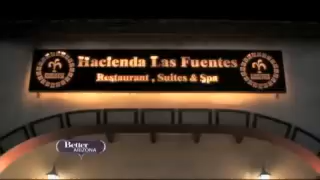 Hacienda Las Fuentes
Restaurant , Suites & Spa
Better
ARIZONA